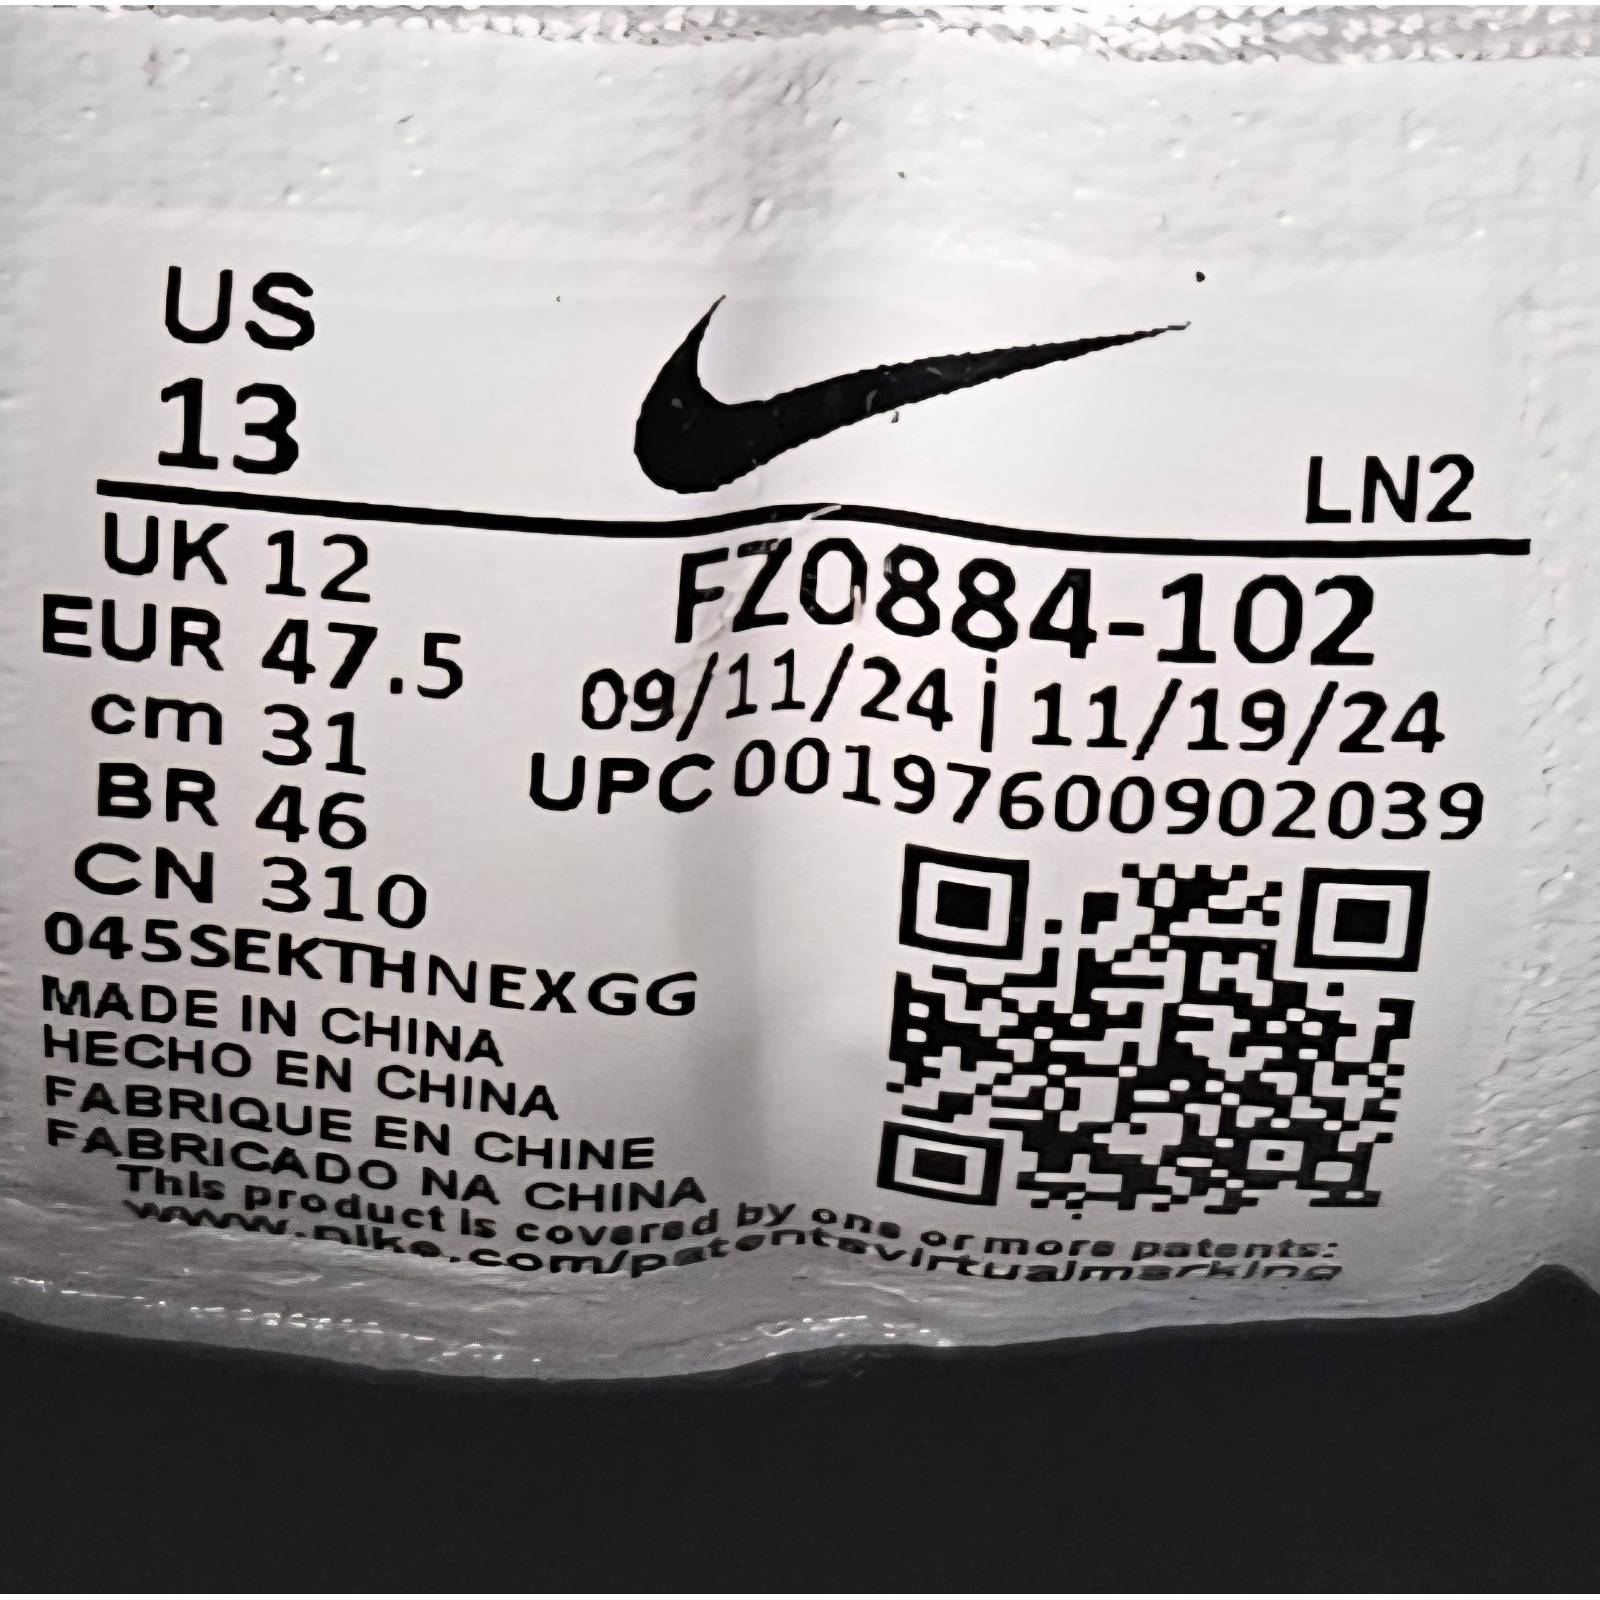 US
13
LN2
UK 12
EUR 47.5
cm 31
BR 46
CN 310
FZ0884-102
09/11/24 | 11/19/24
UPC 00197600902039
045SEKTHNEXGG
MADE IN CHINA
HECHO EN CHINA
FABRIQUE EN CHINE
FABRICADO NA CHINA
This product is covered by one or more patents:
www.nike.com/patentsvirtualmarking